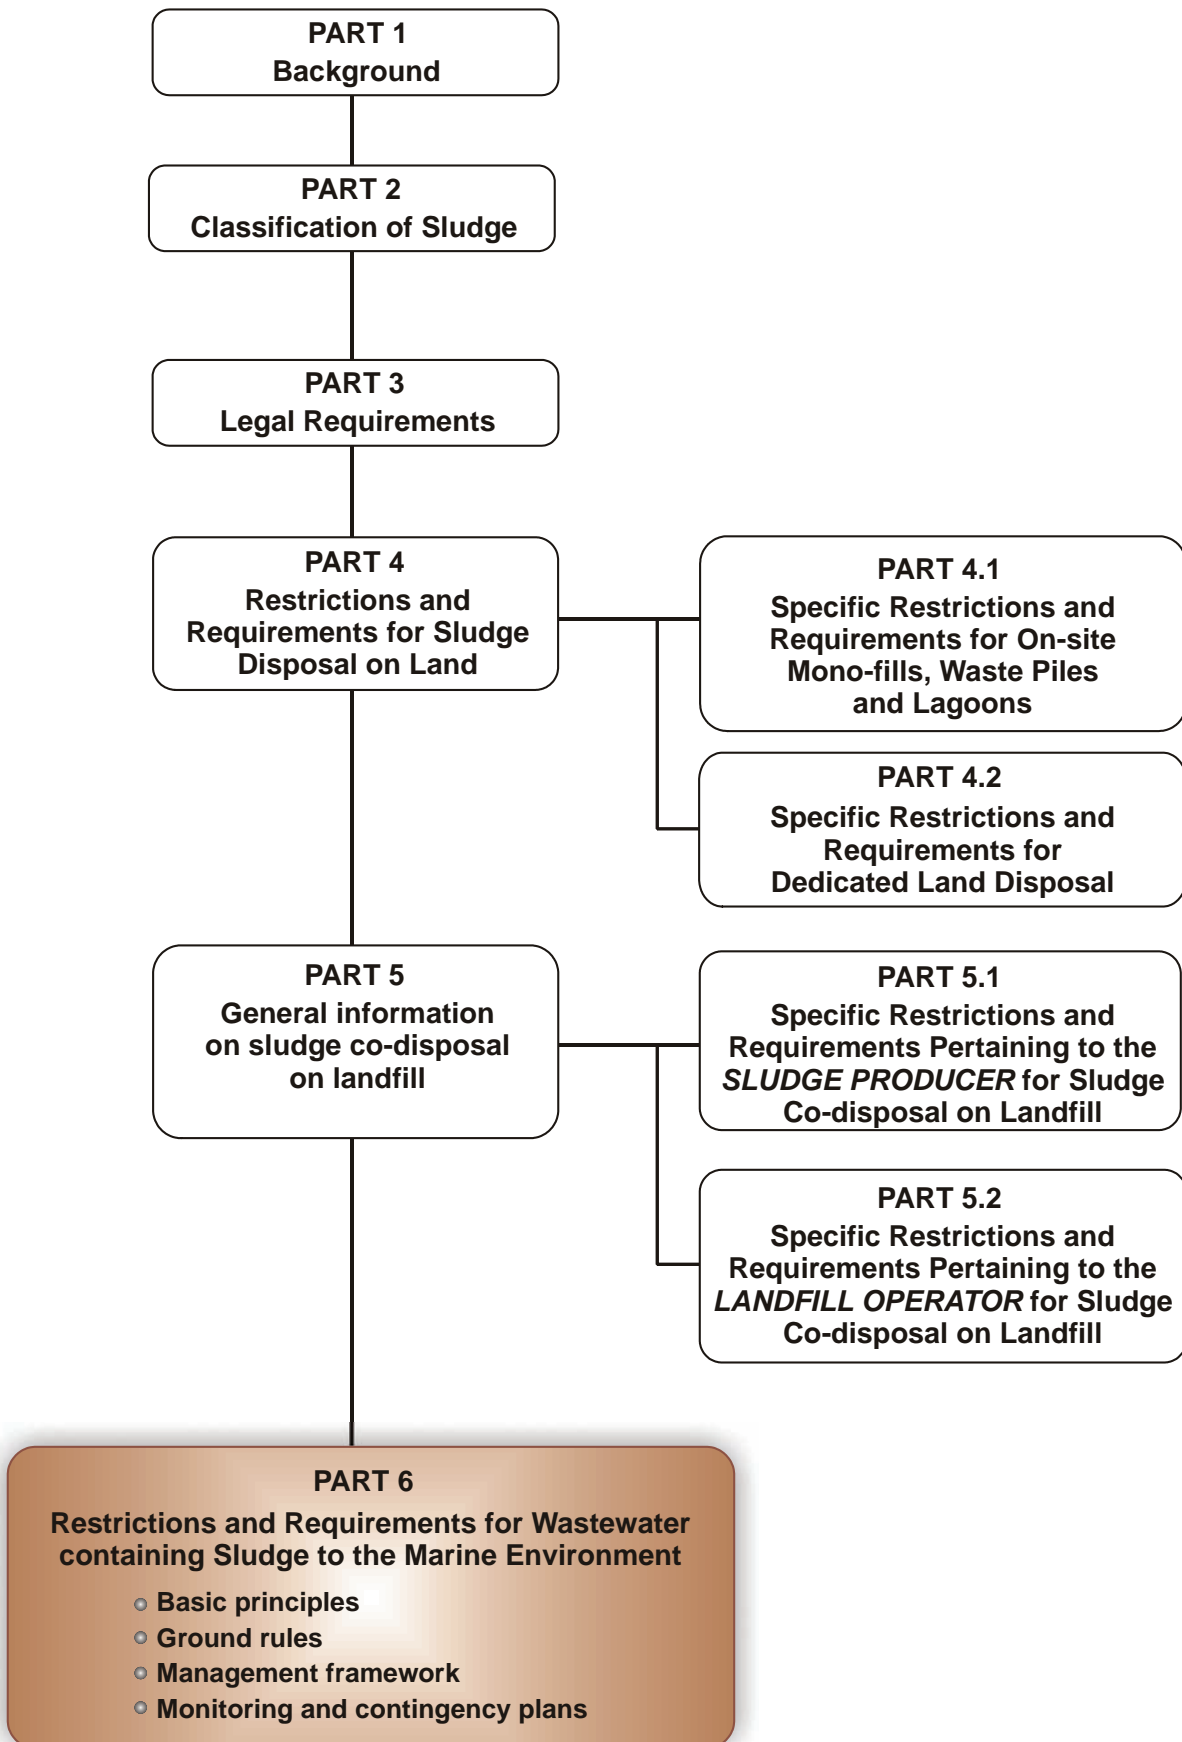 PART 1
Background
PART 2
Classification of Sludge
PART 3
Legal Requirements
PART 4
Restrictions and
Requirements for Sludge
Disposal on Land
PART 4.1
Specific Restrictions and
Requirements for On-site
Mono-fills, Waste Piles
and Lagoons
PART 4.2
Specific Restrictions and
Requirements for
Dedicated Land Disposal
PART 5
General information
on sludge co-disposal
on landfill
PART 5.1
Specific Restrictions and
Requirements Pertaining to the
SLUDGE PRODUCER for Sludge
Co-disposal on Landfill
PART 5.2
Specific Restrictions and
Requirements Pertaining to the
LANDFILL OPERATOR for Sludge
Co-disposal on Landfill
PART 6
Restrictions and Requirements for Wastewater
containing Sludge to the Marine Environment
Basic principles
Ground rules
Management framework
Monitoring and contingency plans